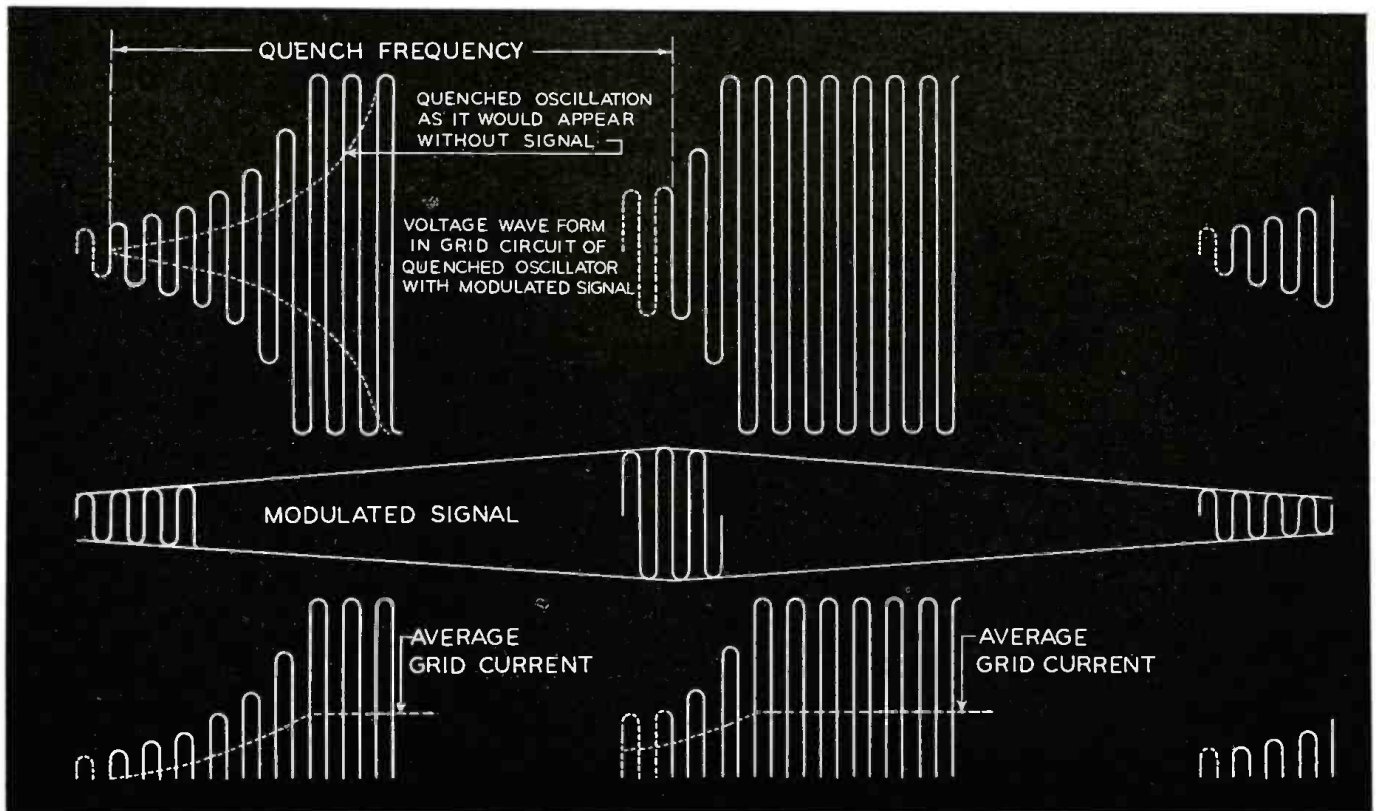 QUENCH FREQUENCY
QUENCHED OSCILLATION
AS IT WOULD APPEAR
WITHOUT SIGNAL
VOLTAGE WAVE FORM
IN GRID CIRCUIT OF
QUENCHED OSCILLATOR
WITH MODULATED SIGNAL
MODULATED SIGNAL
AVERAGE
GRID CURRENT
AVERAGE
GRID CURRENT